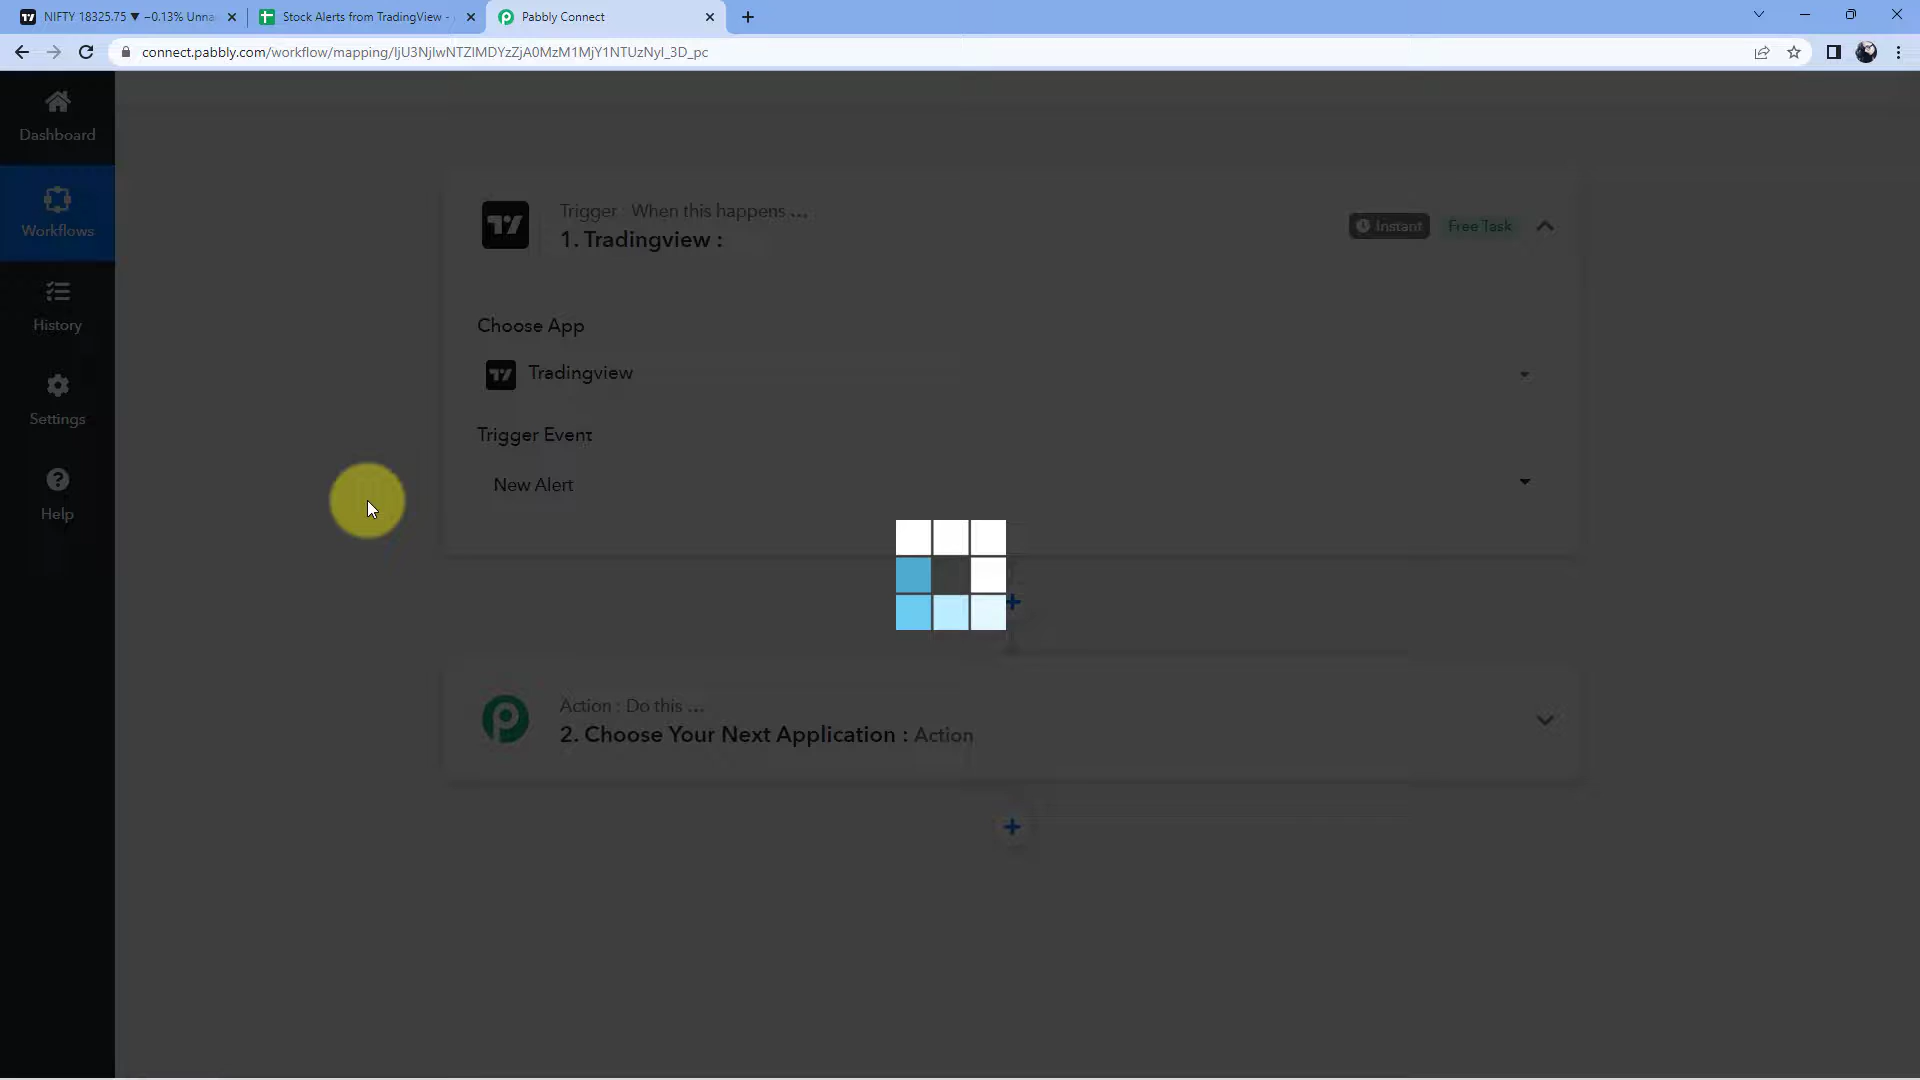 NIFTY 18325.75 ▼ −0.13% Unna
Stock Alerts from TradingView -
Pabbly Connect
connect.pabbly.com/workflow/mapping/IjU3NjIwNTZlMDYzZjA0MzM1MjY1NTUzNyI_3D_pc
Dashboard
Workflows
History
Settings
Help
Trigger : When this happens ...
1. Tradingview :
Instant
Free Task
Choose App
Tradingview
Trigger Event
New Alert
Action : Do this ...
2. Choose Your Next Application : Action